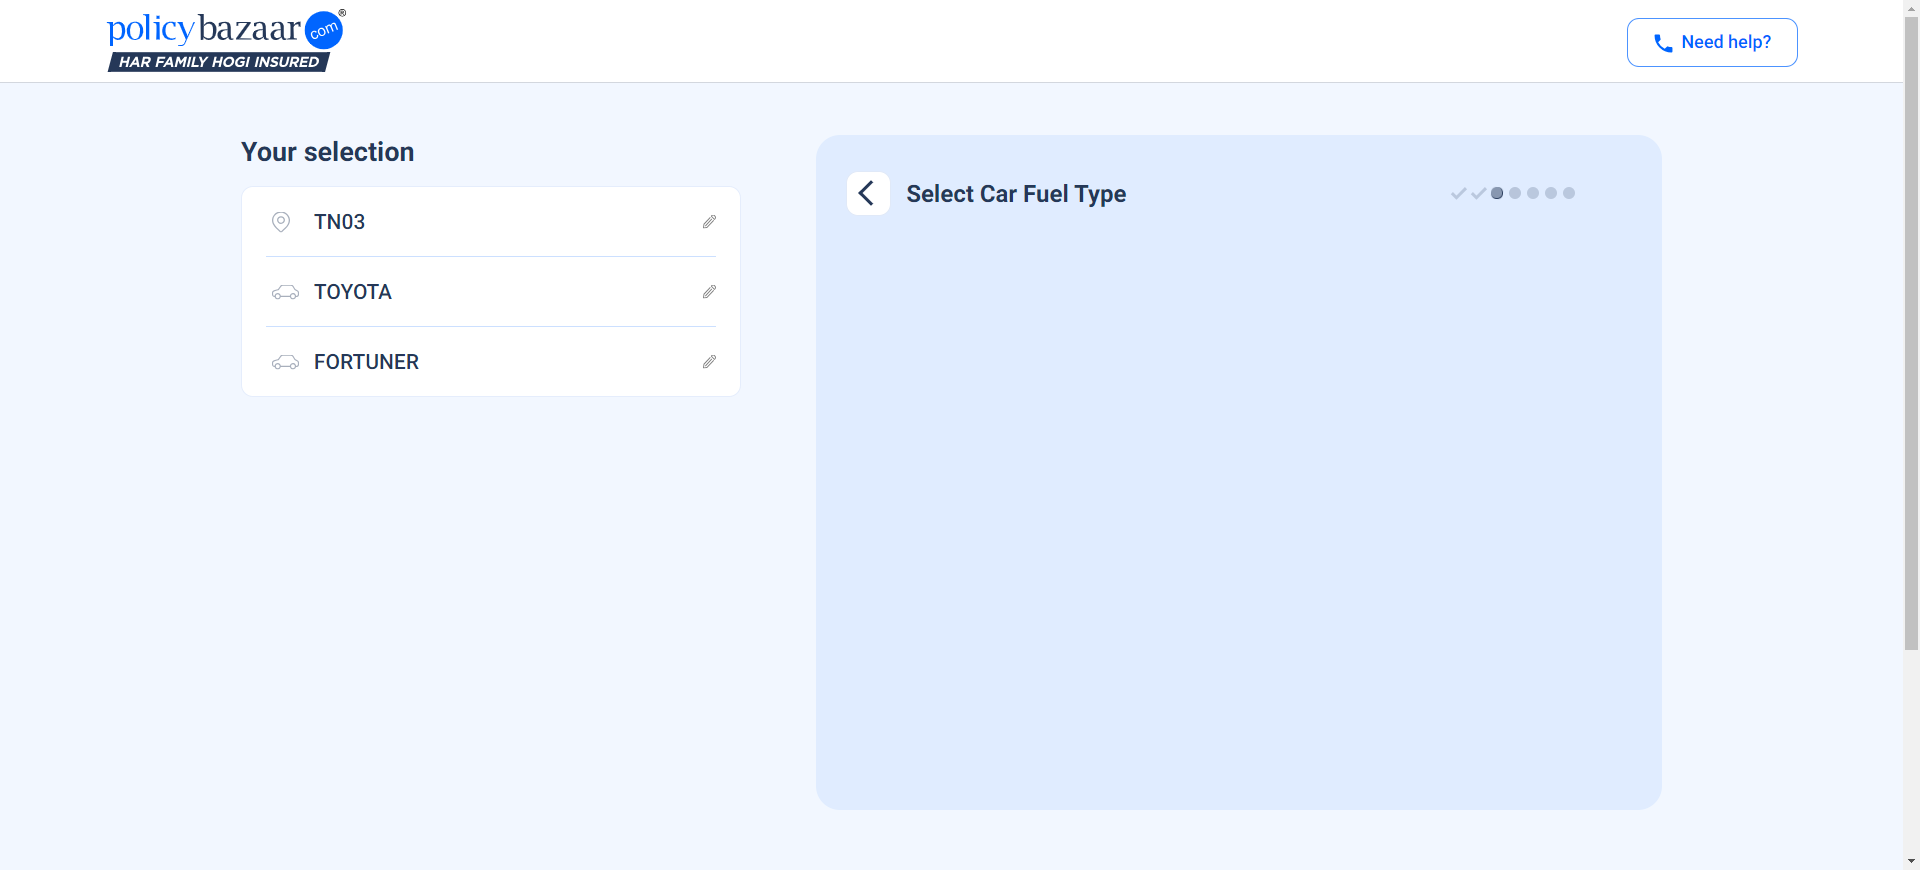 policybazaar com®
HAR FAMILY HOGI INSURED
Need help?
Your selection
TN03
TOYOTA
FORTUNER
Select Car Fuel Type